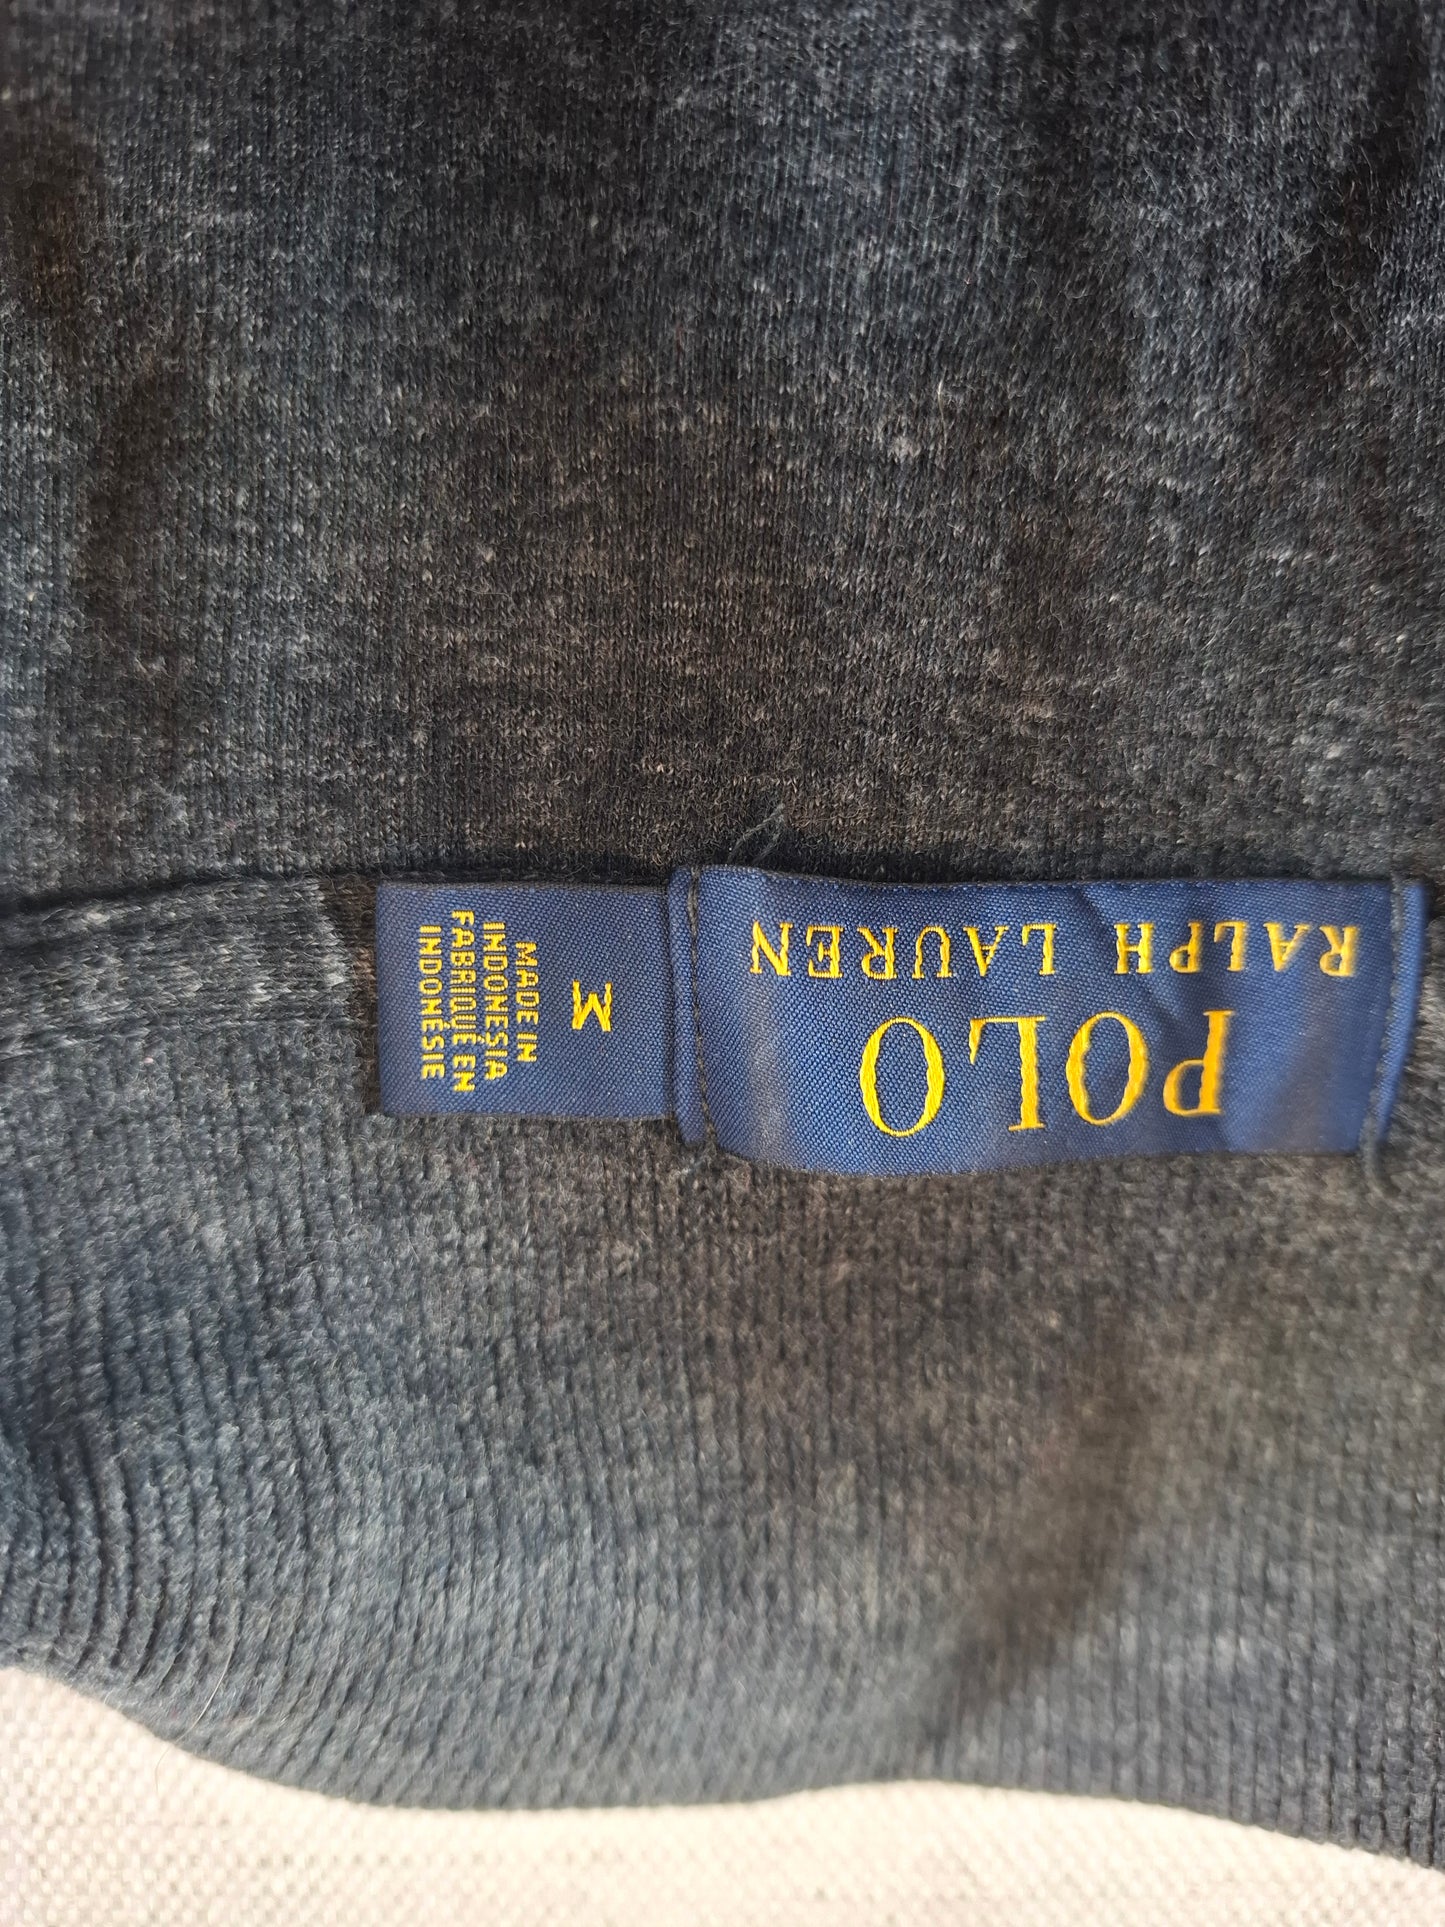 POLO
RALPH LAUREN
M
MADE IN
INDONESIA
FABRIQUÉ EN
INDONÉSIE